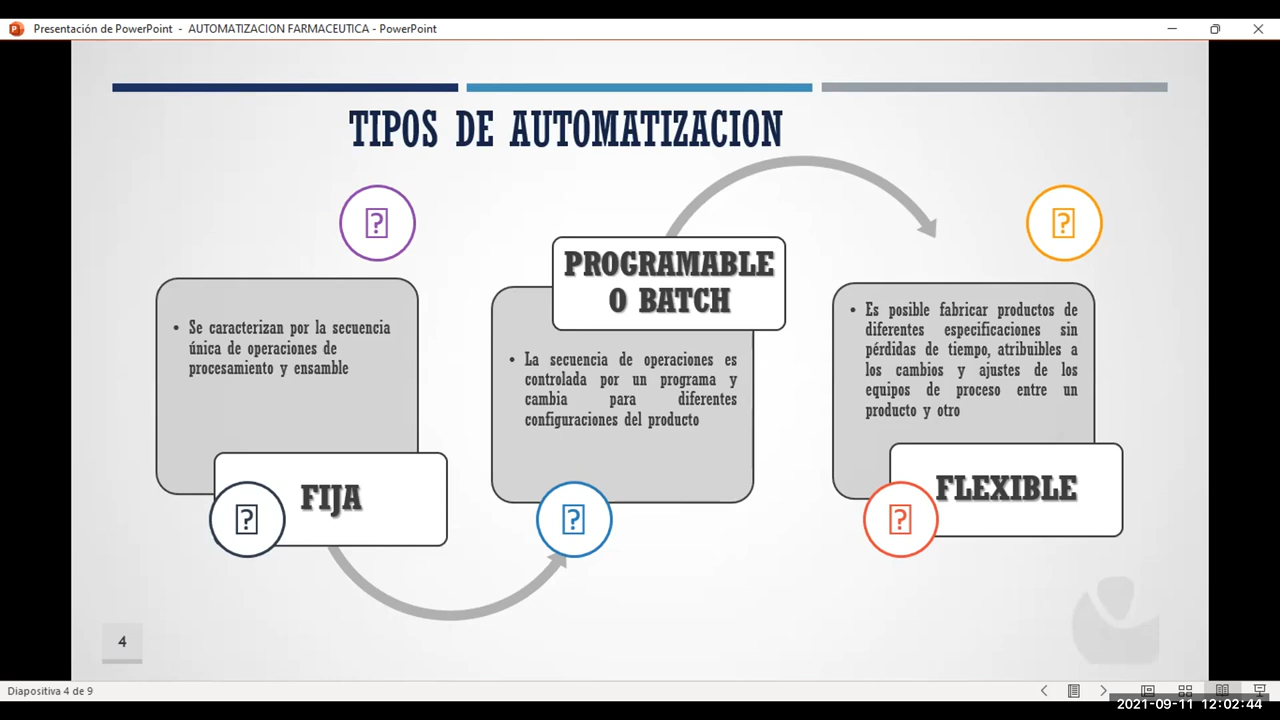 Presentación de PowerPoint - AUTOMATIZACION FARMACEUTICA - PowerPoint
TIPOS DE AUTOMATIZACION
• Se caracterizan por la secuencia
única de operaciones de
procesamiento y ensamble
FIJA
PROGRAMABLE
O BATCH
• La secuencia de operaciones es
controlada por un programa y
cambia para diferentes
configuraciones del producto
• Es posible fabricar productos de
diferentes especificaciones sin
pérdidas de tiempo, atribuibles a
los cambios y ajustes de los
equipos de proceso entre un
producto y otro
FLEXIBLE
4
Diapositiva 4 de 9
2021-09-11 12:02:44